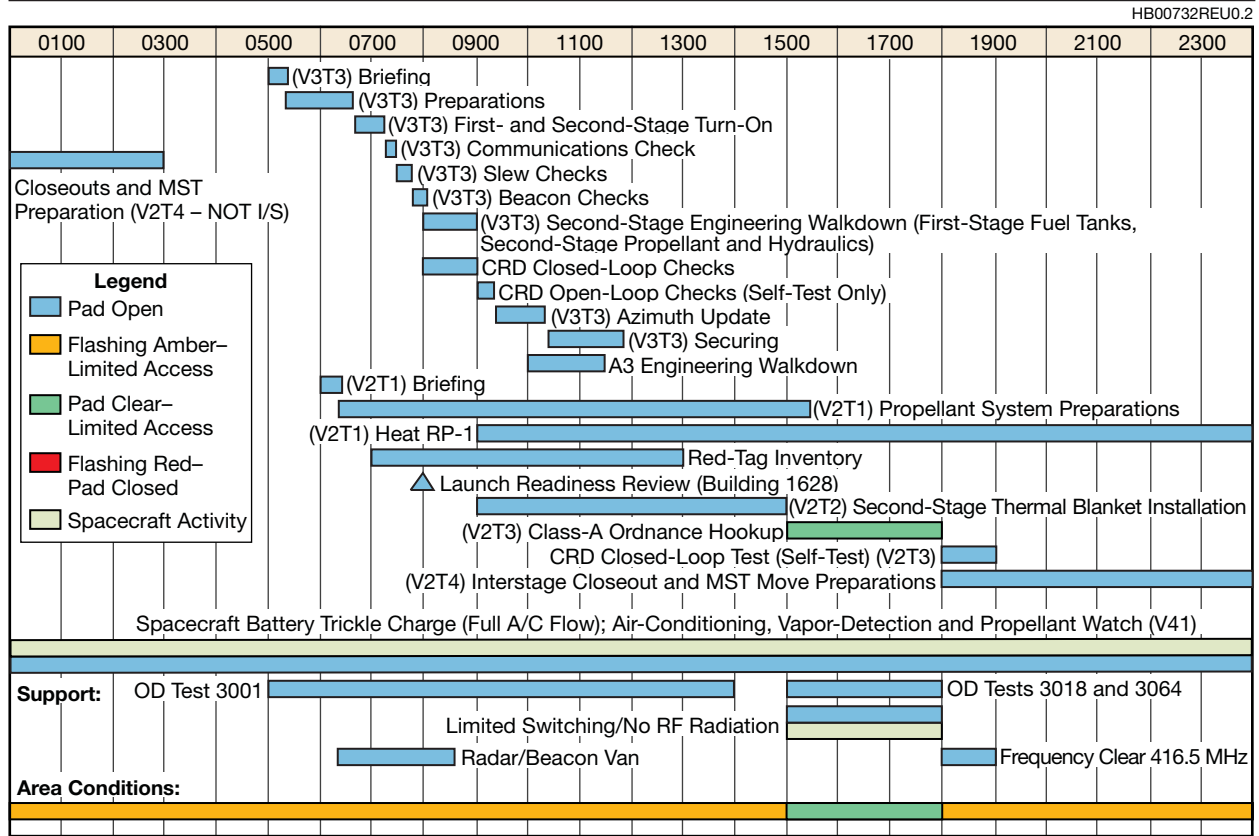 HB00732REU0.2
0100 0300 0500 0700 0900 1100 1300 1500 1700 1900 2100 2300
(V3T3) Briefing
(V3T3) Preparations
(V3T3) First- and Second-Stage Turn-On
(V3T3) Communications Check
(V3T3) Slew Checks
Closeouts and MST
Preparation (V2T4 – NOT I/S)
(V3T3) Beacon Checks
(V3T3) Second-Stage Engineering Walkdown (First-Stage Fuel Tanks,
Second-Stage Propellant and Hydraulics)
CRD Closed-Loop Checks
CRD Open-Loop Checks (Self-Test Only)
(V3T3) Azimuth Update
(V3T3) Securing
A3 Engineering Walkdown
(V2T1) Briefing
(V2T1) Propellant System Preparations
(V2T1) Heat RP-1
Red-Tag Inventory
Launch Readiness Review (Building 1628)
(V2T2) Second-Stage Thermal Blanket Installation
(V2T3) Class-A Ordnance Hookup
CRD Closed-Loop Test (Self-Test) (V2T3)
(V2T4) Interstage Closeout and MST Move Preparations
Legend
Pad Open
Flashing Amber–
Limited Access
Pad Clear–
Limited Access
Flashing Red–
Pad Closed
Spacecraft Activity
Spacecraft Battery Trickle Charge (Full A/C Flow); Air-Conditioning, Vapor-Detection and Propellant Watch (V41)
Support: OD Test 3001
OD Tests 3018 and 3064
Limited Switching/No RF Radiation
Radar/Beacon Van
Frequency Clear 416.5 MHz
Area Conditions: